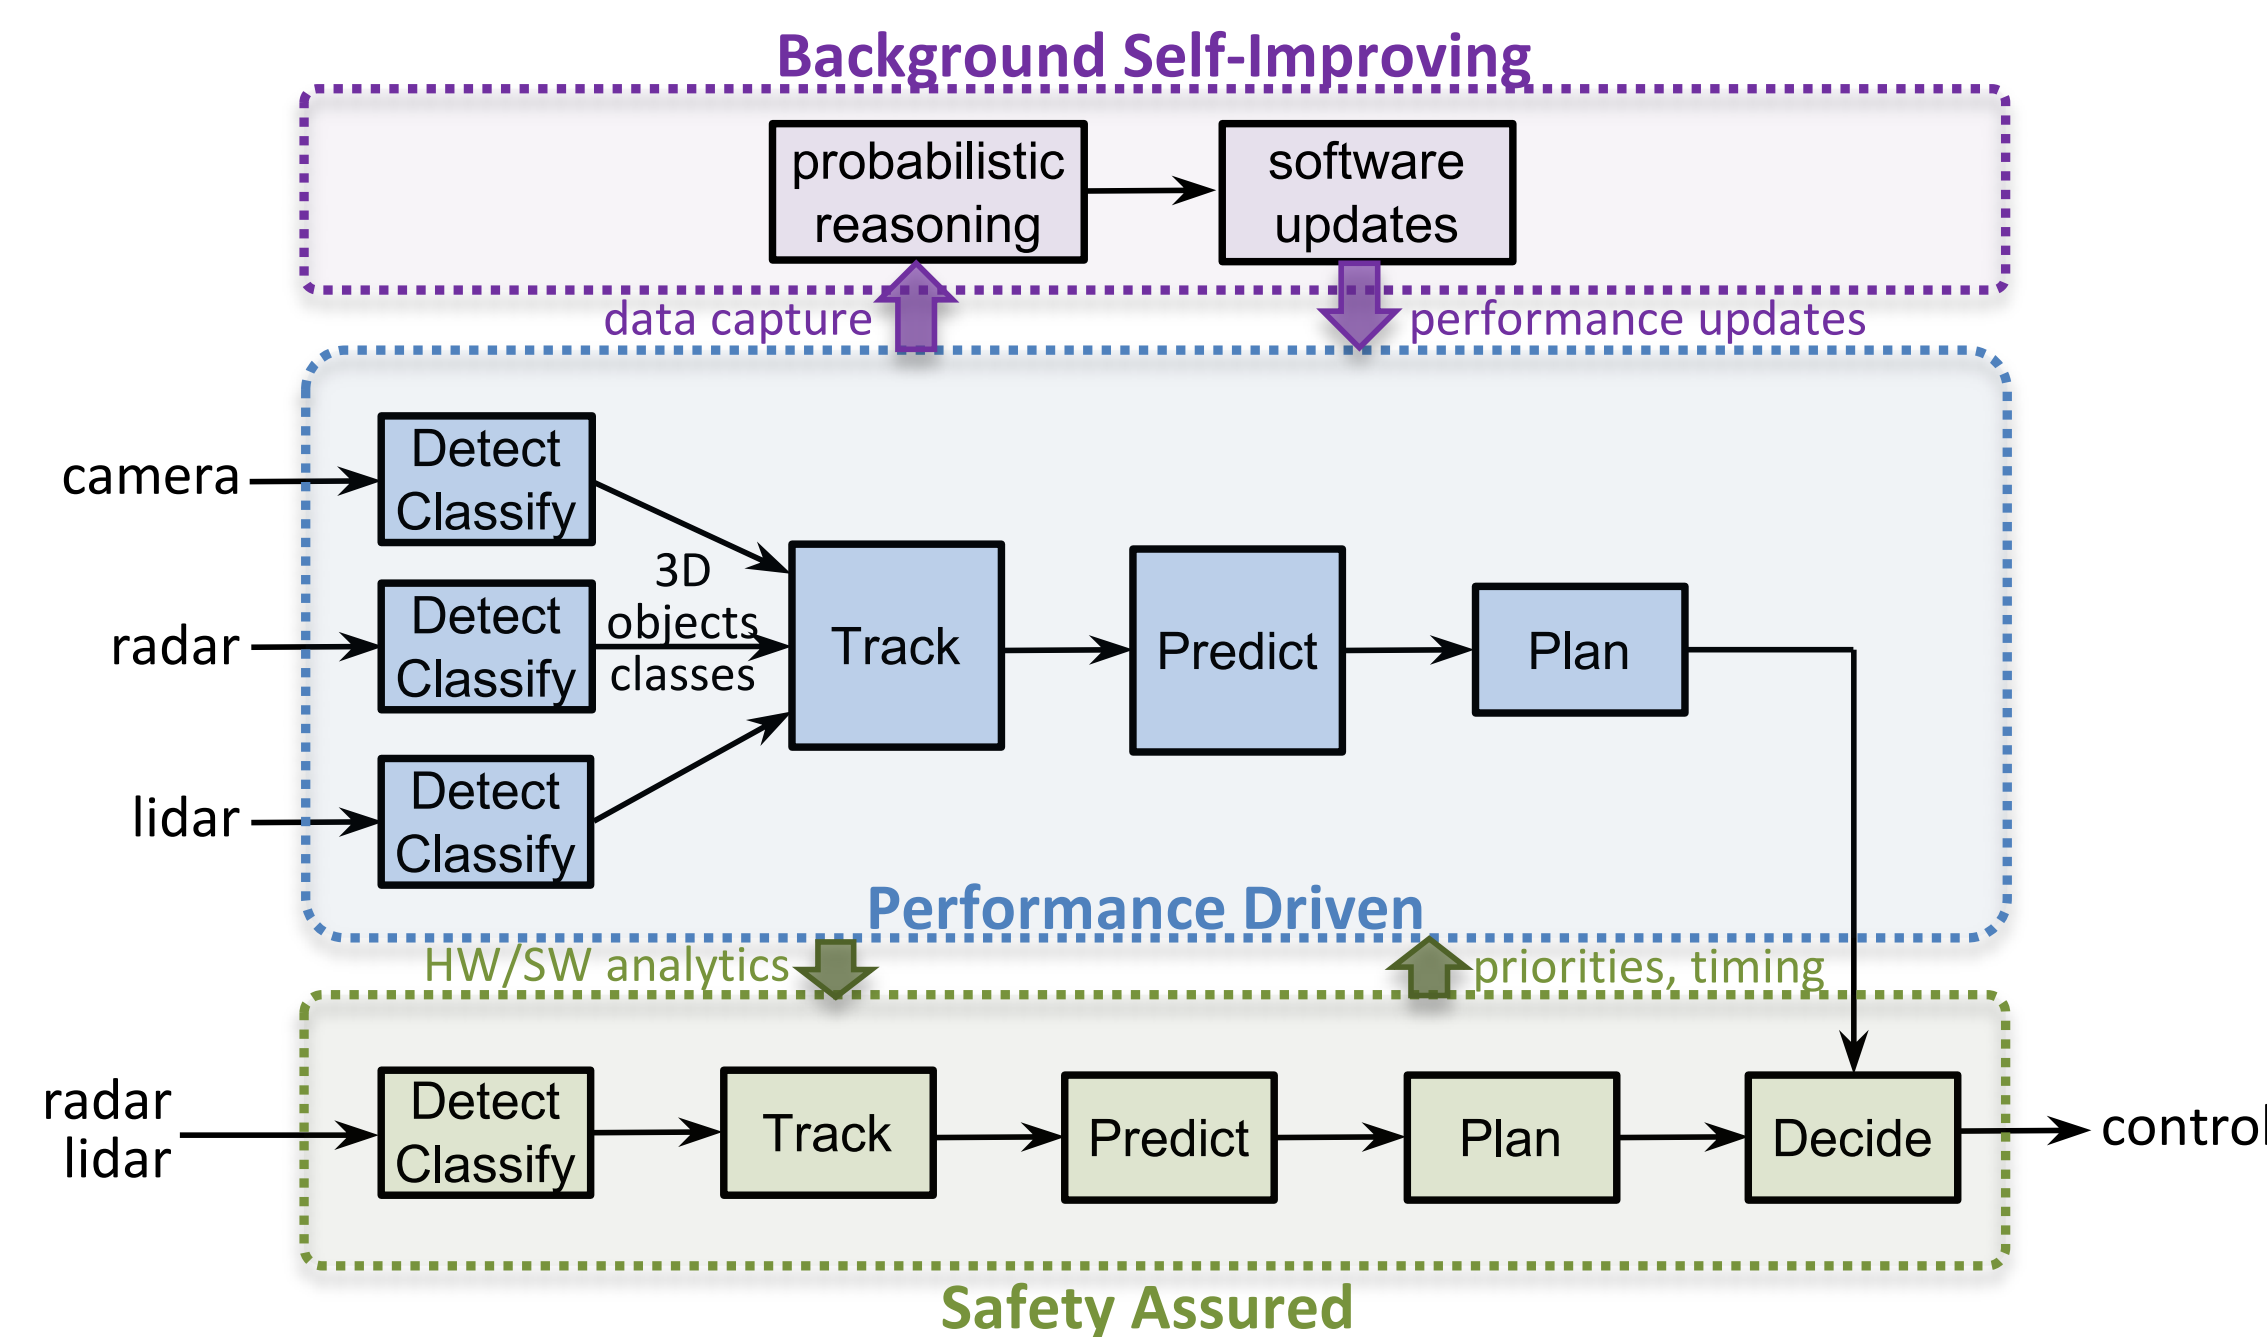 Background Self-Improving
probabilistic
reasoning
software
updates
data capture
performance updates
camera
Detect
Classify
radar
Detect
Classify
3D
objects
classes
lidar
Detect
Classify
Track
Predict
Plan
Performance Driven
HW/SW analytics
priorities, timing
radar
lidar
Detect
Classify
Track
Predict
Plan
Decide
control
Safety Assured